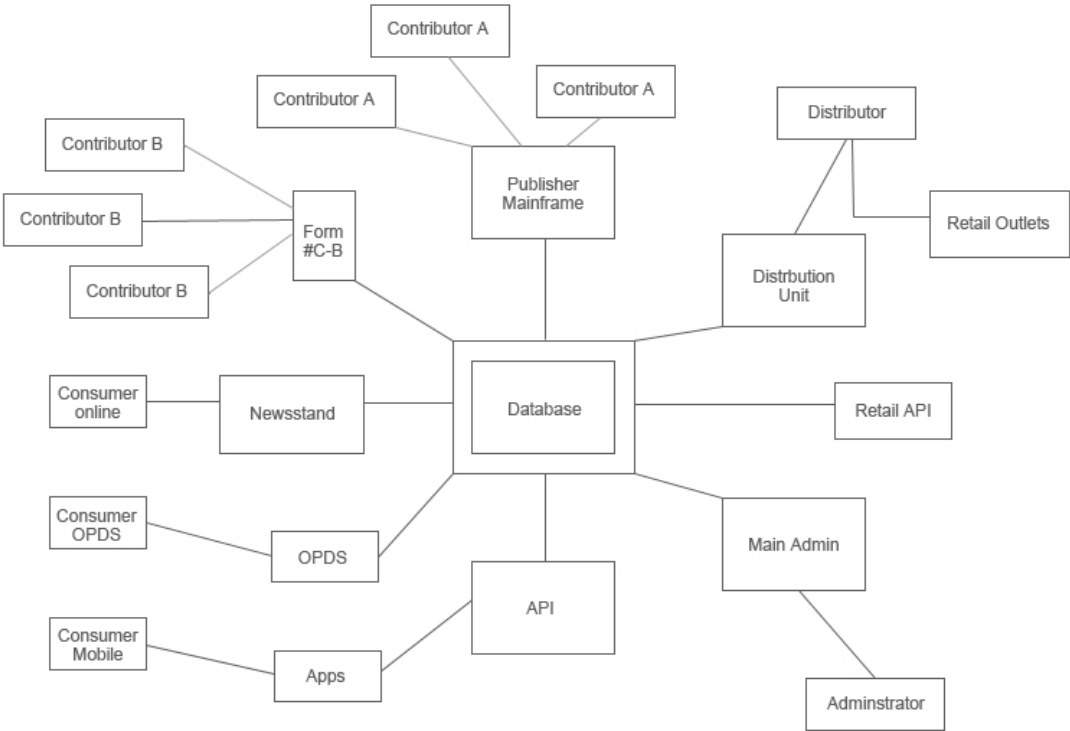 Contributor A
Contributor A
Contributor A
Distributor
Contributor B
Contributor B
Contributor B
Form
#C-B
Publisher
Mainframe
Retail Outlets
Distrbution
Unit
Consumer
online
Newsstand
Database
Retail API
Consumer
OPDS
OPDS
Main Admin
API
Consumer
Mobile
Apps
Adminstrator